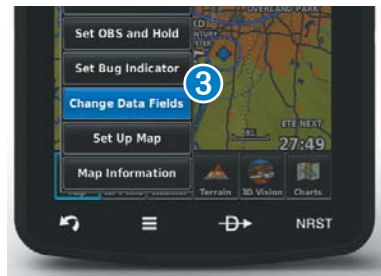 OVERLAND PARK
Set OBS and Hold
Set Bug Indicator
3
Change Data Fields
ETE NEXT
27:49
Set Up Map
Map Information
Terrain
3D Vision
Charts
NRST